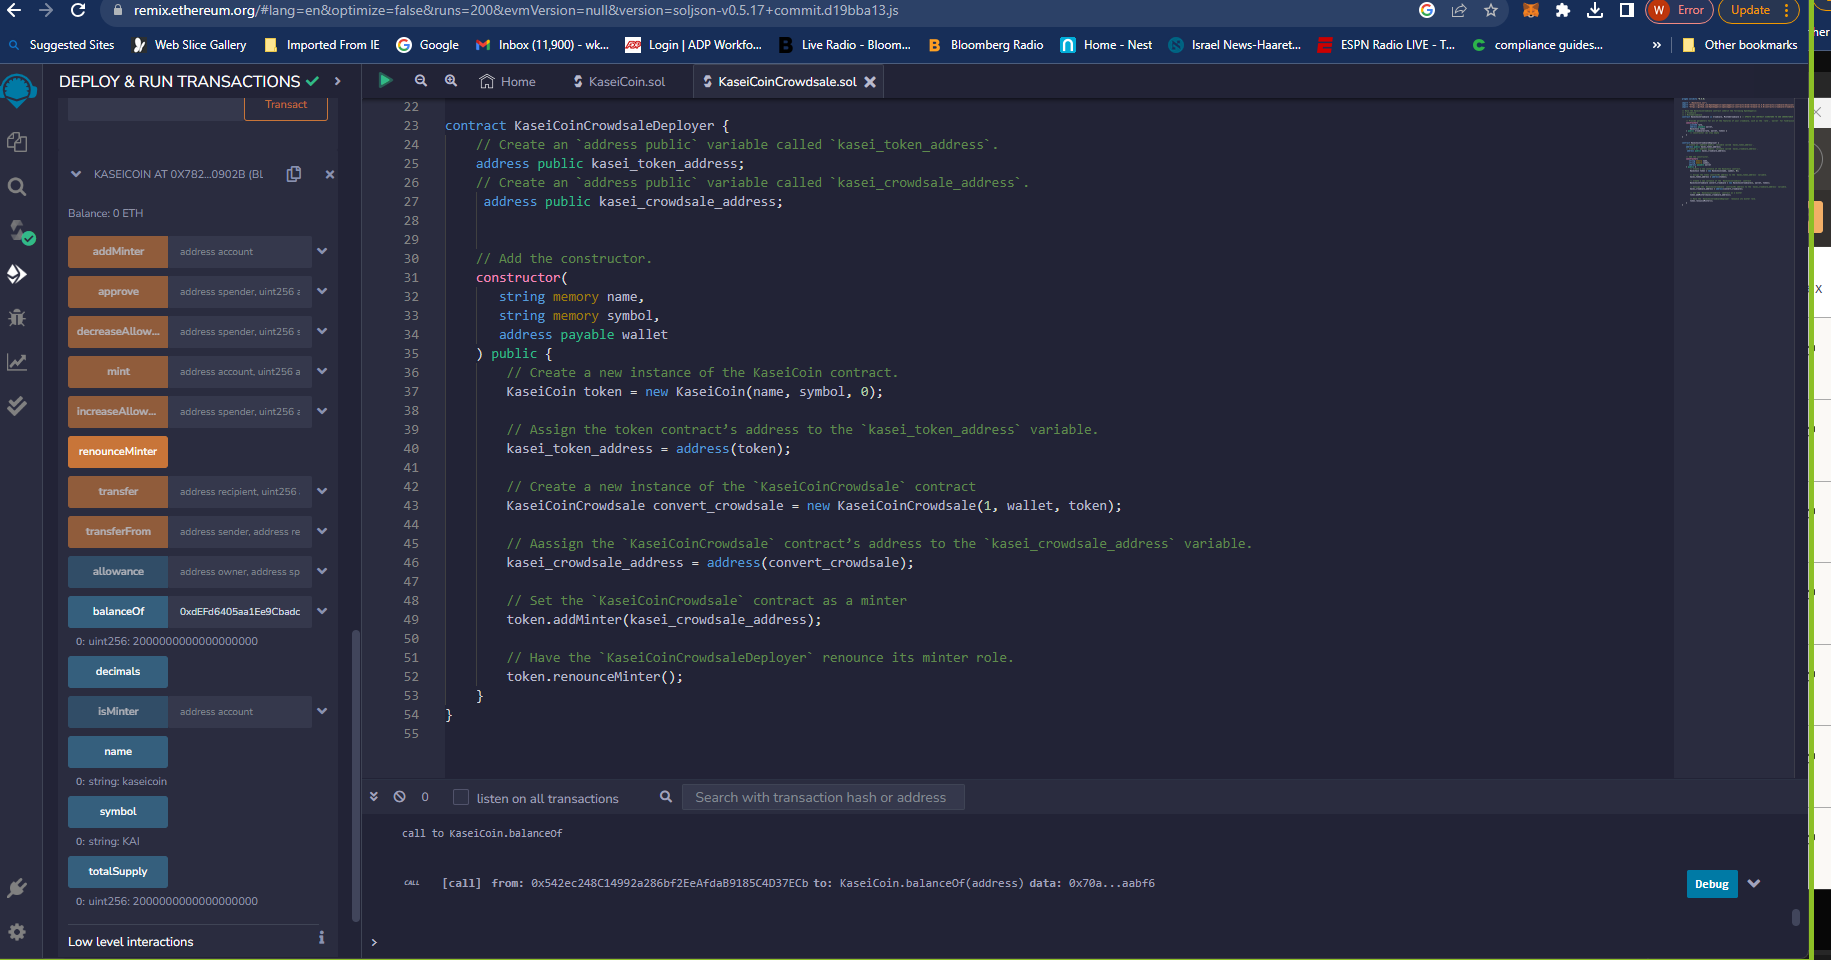 remix.ethereum.org/#lang=en&optimize=false&runs=200&evmVersion=null&version=soljson-v0.5.17+commit.d19bba13.js
W Error
Update
Suggested Sites
Web Slice Gallery
Imported From IE
Google
Inbox (11,900) - wk...
Login | ADP Workfo...
Live Radio - Bloom...
Bloomberg Radio
Home - Nest
Israel News-Haaret...
ESPN Radio LIVE - T...
compliance guides...
»
Other bookmarks
DEPLOY & RUN TRANSACTIONS
Transact
KASEICOIN AT 0X782...0902B (BL
Balance: 0 ETH
addMinter address account
approve address spender, uint256 a
decreaseAllow... address spender, uint256 s
mint address account, uint256 a
increaseAllow... address spender, uint256 a
renounceMinter
transfer address recipient, uint256
transferFrom address sender, address re
allowance address owner, address sp
balanceOf 0xdEFd6405aa1Ee9Cbadc
0: uint256: 2000000000000000000
decimals
isMinter address account
name
0: string: kaseicoin
symbol
0: string: KAI
totalSupply
0: uint256: 2000000000000000000
Low level interactions
Home
KaseiCoin.sol
KaseiCoinCrowdsale.sol
22
23 contract KaseiCoinCrowdsaleDeployer {
24 // Create an `address public` variable called `kasei_token_address`.
25 address public kasei_token_address;
26 // Create an `address public` variable called `kasei_crowdsale_address`.
27 address public kasei_crowdsale_address;
28
29
30 // Add the constructor.
31 constructor(
32 string memory name,
33 string memory symbol,
34 address payable wallet
35 ) public {
36 // Create a new instance of the KaseiCoin contract.
37 KaseiCoin token = new KaseiCoin(name, symbol, 0);
38
39 // Assign the token contract’s address to the `kasei_token_address` variable.
40 kasei_token_address = address(token);
41
42 // Create a new instance of the `KaseiCoinCrowdsale` contract
43 KaseiCoinCrowdsale convert_crowdsale = new KaseiCoinCrowdsale(1, wallet, token);
44
45 // Aassign the `KaseiCoinCrowdsale` contract’s address to the `kasei_crowdsale_address` variable.
46 kasei_crowdsale_address = address(convert_crowdsale);
47
48 // Set the `KaseiCoinCrowdsale` contract as a minter
49 token.addMinter(kasei_crowdsale_address);
50
51 // Have the `KaseiCoinCrowdsaleDeployer` renounce its minter role.
52 token.renounceMinter();
53 }
54 }
55
0
listen on all transactions
Search with transaction hash or address
call to KaseiCoin.balanceOf
CALL [call] from: 0x542ec248C14992a286bf2EeAfdaB9185C4D37ECb to: KaseiCoin.balanceOf(address) data: 0x70a...aabf6
Debug
>